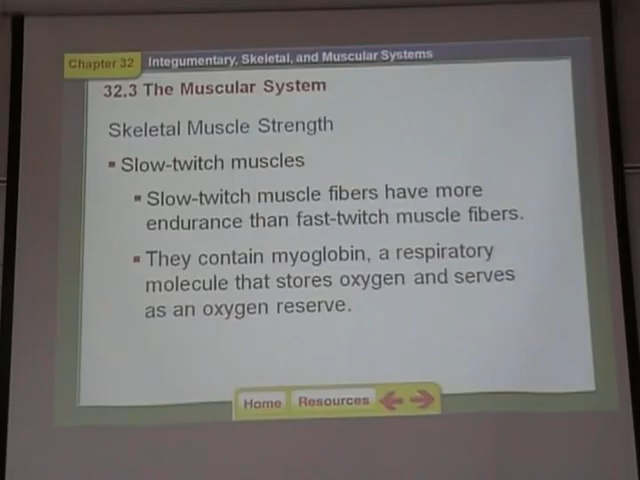 Chapter 32
Integumentary, Skeletal, and Muscular Systems
32.3 The Muscular System
Skeletal Muscle Strength
▪ Slow-twitch muscles
▪ Slow-twitch muscle fibers have more
endurance than fast-twitch muscle fibers.
▪ They contain myoglobin, a respiratory
molecule that stores oxygen and serves
as an oxygen reserve.
Home
Resources